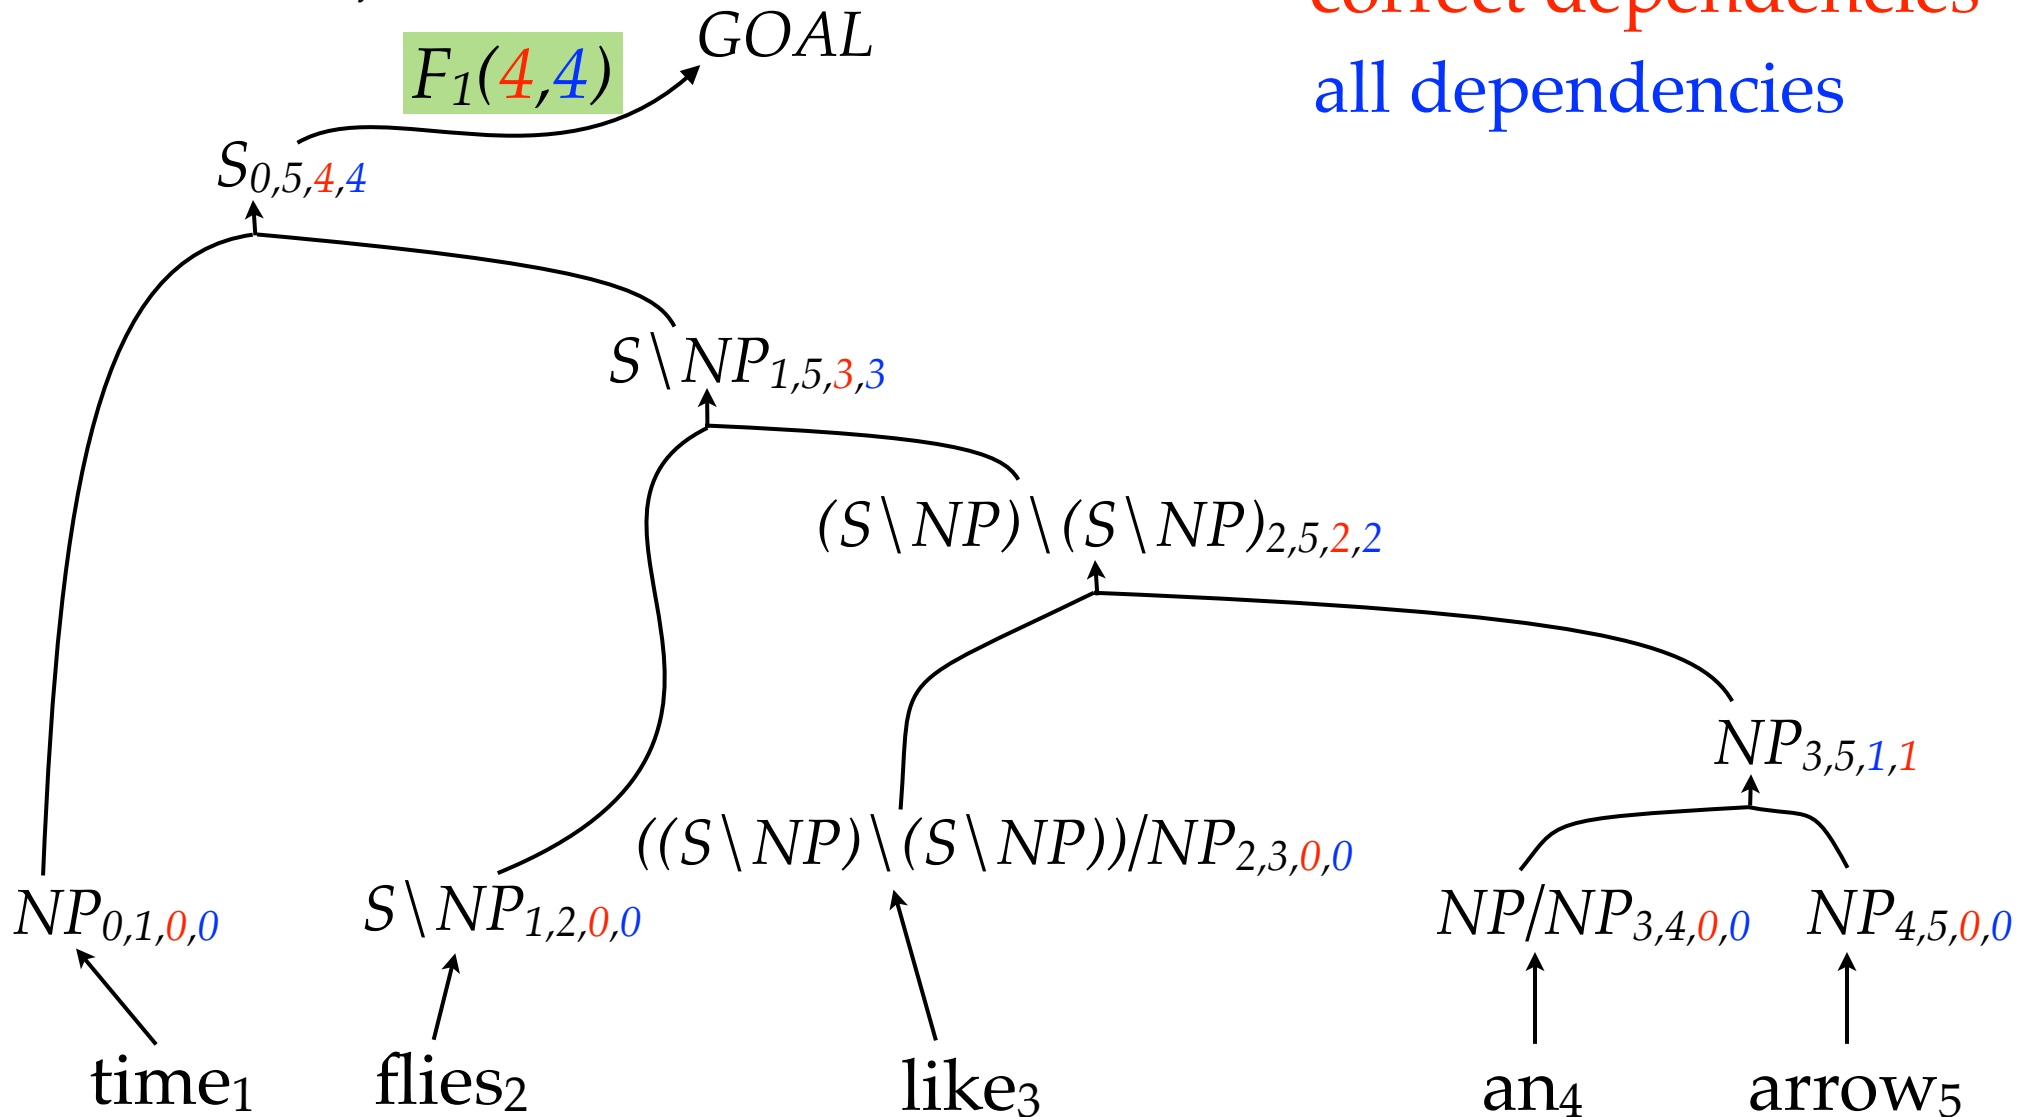 correct dependencies
GOAL
F₁(4,4)
all dependencies
S₀,₅,₄,₄
S\NP₁,₅,₃,₃
(S\NP)\(S\NP)₂,₅,₂,₂
NP₃,₅,₁,₁
((S\NP)\(S\NP))/NP₂,₃,₀,₀
NP₀,₁,₀,₀ S\NP₁,₂,₀,₀ NP/NP₃,₄,₀,₀ NP₄,₅,₀,₀
time₁ flies₂ like₃ an₄ arrow₅